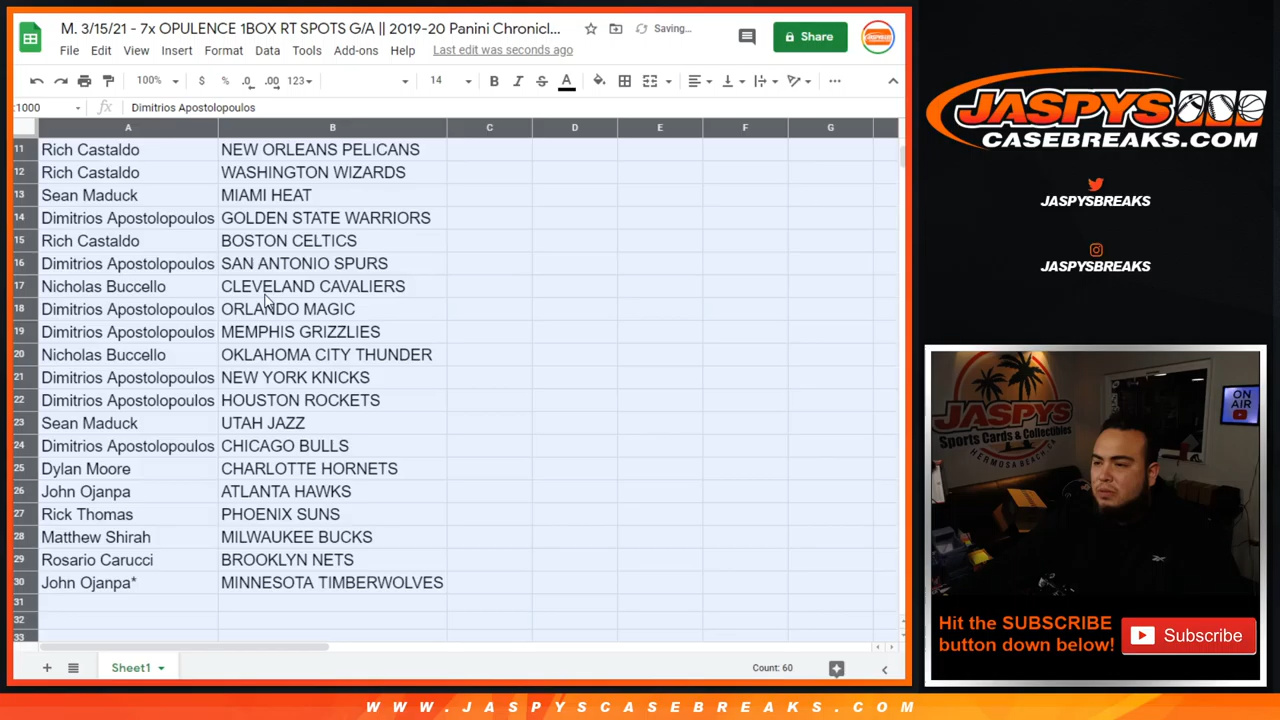 M. 3/15/21 - 7x OPULENCE 1BOX RT SPOTS G/A || 2019-20 Panini Chronicl...
Saving...
Share
File Edit View Insert Format Data Tools Add-ons Help Last edit was seconds ago
100% $ % .0 .00 123 14 B I S A
:1000 fx Dimitrios Apostolopoulos
A B C D E F G
11 Rich Castaldo NEW ORLEANS PELICANS
12 Rich Castaldo WASHINGTON WIZARDS
13 Sean Maduck MIAMI HEAT
14 Dimitrios Apostolopoulos GOLDEN STATE WARRIORS
15 Rich Castaldo BOSTON CELTICS
16 Dimitrios Apostolopoulos SAN ANTONIO SPURS
17 Nicholas Buccello CLEVELAND CAVALIERS
18 Dimitrios Apostolopoulos ORLANDO MAGIC
19 Dimitrios Apostolopoulos MEMPHIS GRIZZLIES
20 Nicholas Buccello OKLAHOMA CITY THUNDER
21 Dimitrios Apostolopoulos NEW YORK KNICKS
22 Dimitrios Apostolopoulos HOUSTON ROCKETS
23 Sean Maduck UTAH JAZZ
24 Dimitrios Apostolopoulos CHICAGO BULLS
25 Dylan Moore CHARLOTTE HORNETS
26 John Ojanpa ATLANTA HAWKS
27 Rick Thomas PHOENIX SUNS
28 Matthew Shirah MILWAUKEE BUCKS
29 Rosario Carucci BROOKLYN NETS
30 John Ojanpa* MINNESOTA TIMBERWOLVES
31
32
33
Sheet1
Count: 60
JASPYS
CASEBREAKS.COM
JASPYSBREAKS
JASPYSBREAKS
JASPYS
Sports Cards & Collectibles
HERMOSA BEACH, CA
ON AIR
Hit the SUBSCRIBE
button down below!
Subscribe
WWW.JASPYSCASEBREAKS.COM